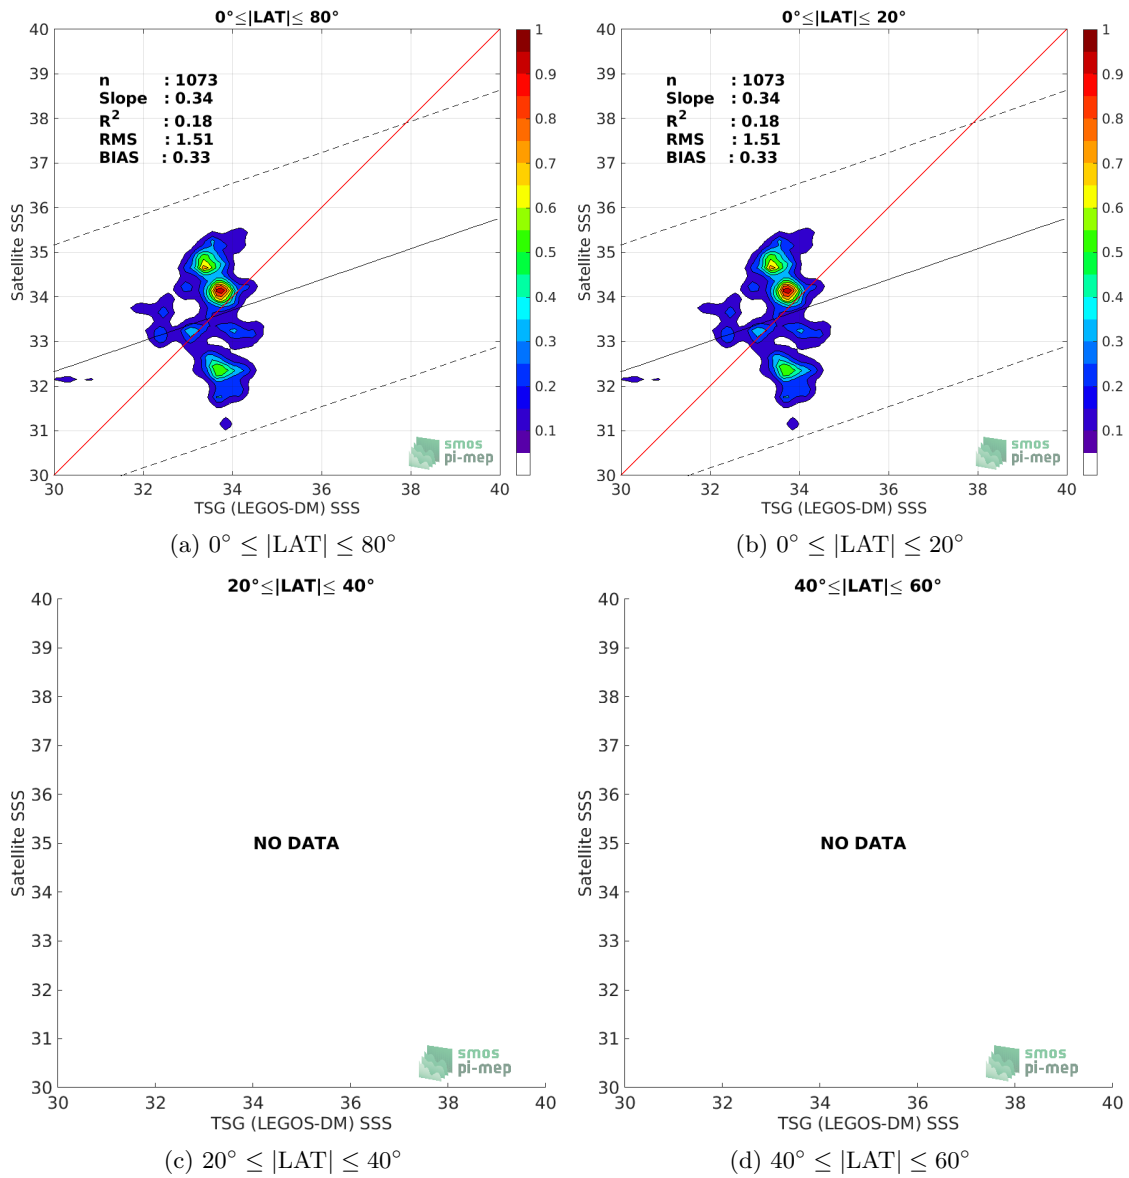 0°≤|LAT|≤ 80°
40
39
38
37
36
35
34
33
32
31
30
Satellite SSS
n : 1073
Slope : 0.34
R² : 0.18
RMS : 1.51
BIAS : 0.33
1
0.9
0.8
0.7
0.6
0.5
0.4
0.3
0.2
0.1
smos
pi-mep
30 32 34 36 38 40
TSG (LEGOS-DM) SSS
(a) 0° ≤ |LAT| ≤ 80°
0°≤|LAT|≤ 20°
40
39
38
37
36
35
34
33
32
31
30
Satellite SSS
n : 1073
Slope : 0.34
R² : 0.18
RMS : 1.51
BIAS : 0.33
1
0.9
0.8
0.7
0.6
0.5
0.4
0.3
0.2
0.1
smos
pi-mep
30 32 34 36 38 40
TSG (LEGOS-DM) SSS
(b) 0° ≤ |LAT| ≤ 20°
20°≤|LAT|≤ 40°
40
39
38
37
36
35
34
33
32
31
30
Satellite SSS
NO DATA
smos
pi-mep
30 32 34 36 38 40
TSG (LEGOS-DM) SSS
(c) 20° ≤ |LAT| ≤ 40°
40°≤|LAT|≤ 60°
40
39
38
37
36
35
34
33
32
31
30
Satellite SSS
NO DATA
smos
pi-mep
30 32 34 36 38 40
TSG (LEGOS-DM) SSS
(d) 40° ≤ |LAT| ≤ 60°